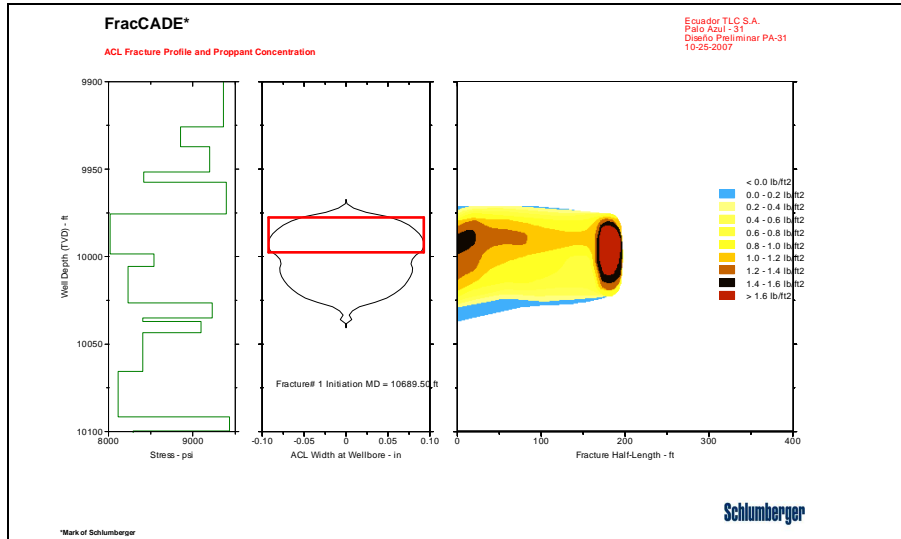 FracCADE*
Ecuador TLC S.A.
Palo Azul - 31
Diseño Preliminar PA-31
10-25-2007
ACL Fracture Profile and Proppant Concentration
9900
9950
10000
10050
10100
Well Depth (TVD) - ft
8000 9000
Stress - psi
Fracture# 1 Initiation MD = 10689.50 ft
-0.10 -0.05 0 0.05 0.10
ACL Width at Wellbore - in
0 100 200 300 400
Fracture Half-Length - ft
< 0.0 lb/ft2
0.0 - 0.2 lb/ft2
0.2 - 0.4 lb/ft2
0.4 - 0.6 lb/ft2
0.6 - 0.8 lb/ft2
0.8 - 1.0 lb/ft2
1.0 - 1.2 lb/ft2
1.2 - 1.4 lb/ft2
1.4 - 1.6 lb/ft2
> 1.6 lb/ft2
Schlumberger
*Mark of Schlumberger